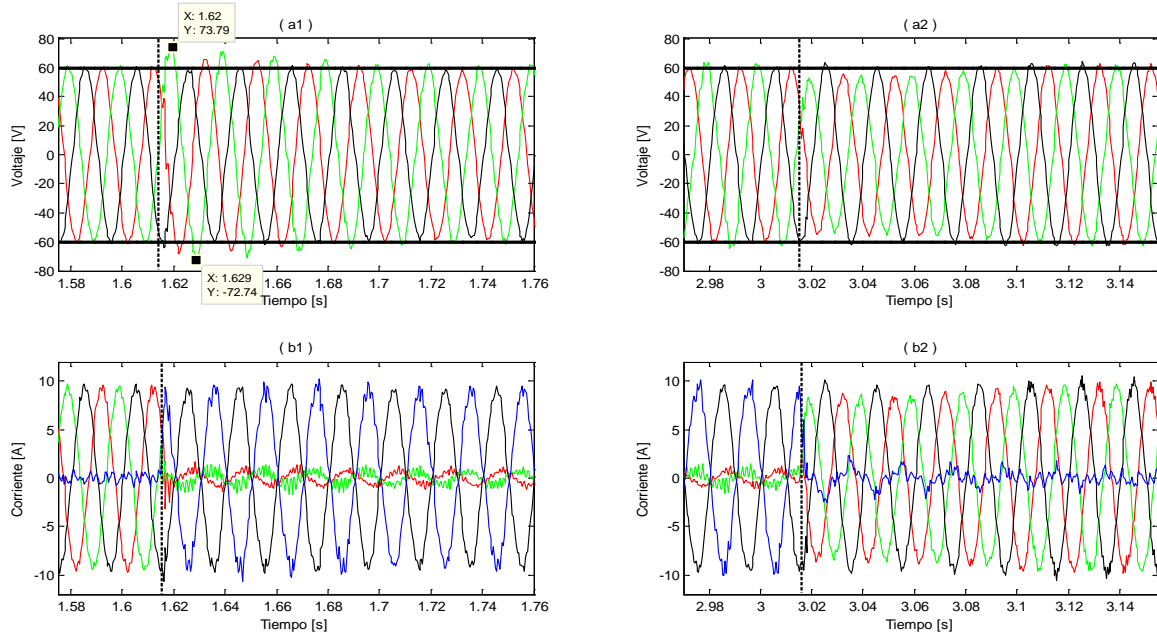 ( a1 )
X: 1.62
Y: 73.79
80
60
40
20
0
-20
-40
-60
-80
Voltaje [V]
1.58 1.6 1.62 1.64 1.66 1.68 1.7 1.72 1.74 1.76
Tiempo [s]
X: 1.629
Y: -72.74
( a2 )
80
60
40
20
0
-20
-40
-60
-80
Voltaje [V]
2.98 3 3.02 3.04 3.06 3.08 3.1 3.12 3.14
Tiempo [s]
( b1 )
10
5
0
-5
-10
Corriente [A]
1.58 1.6 1.62 1.64 1.66 1.68 1.7 1.72 1.74 1.76
Tiempo [s]
( b2 )
10
5
0
-5
-10
Corriente [A]
2.98 3 3.02 3.04 3.06 3.08 3.1 3.12 3.14
Tiempo [s]